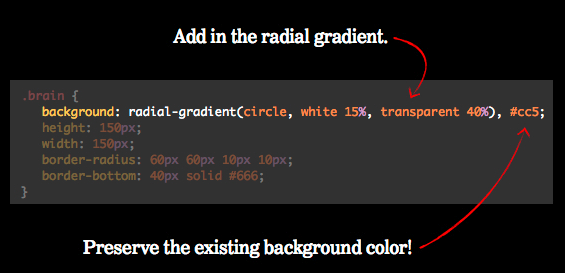 Add in the radial gradient.
.brain {
background: radial-gradient(circle, white 15%, transparent 40%), #cc5;
height: 150px;
width: 150px;
border-radius: 60px 60px 10px 10px;
border-bottom: 40px solid #666;
}
Preserve the existing background color!